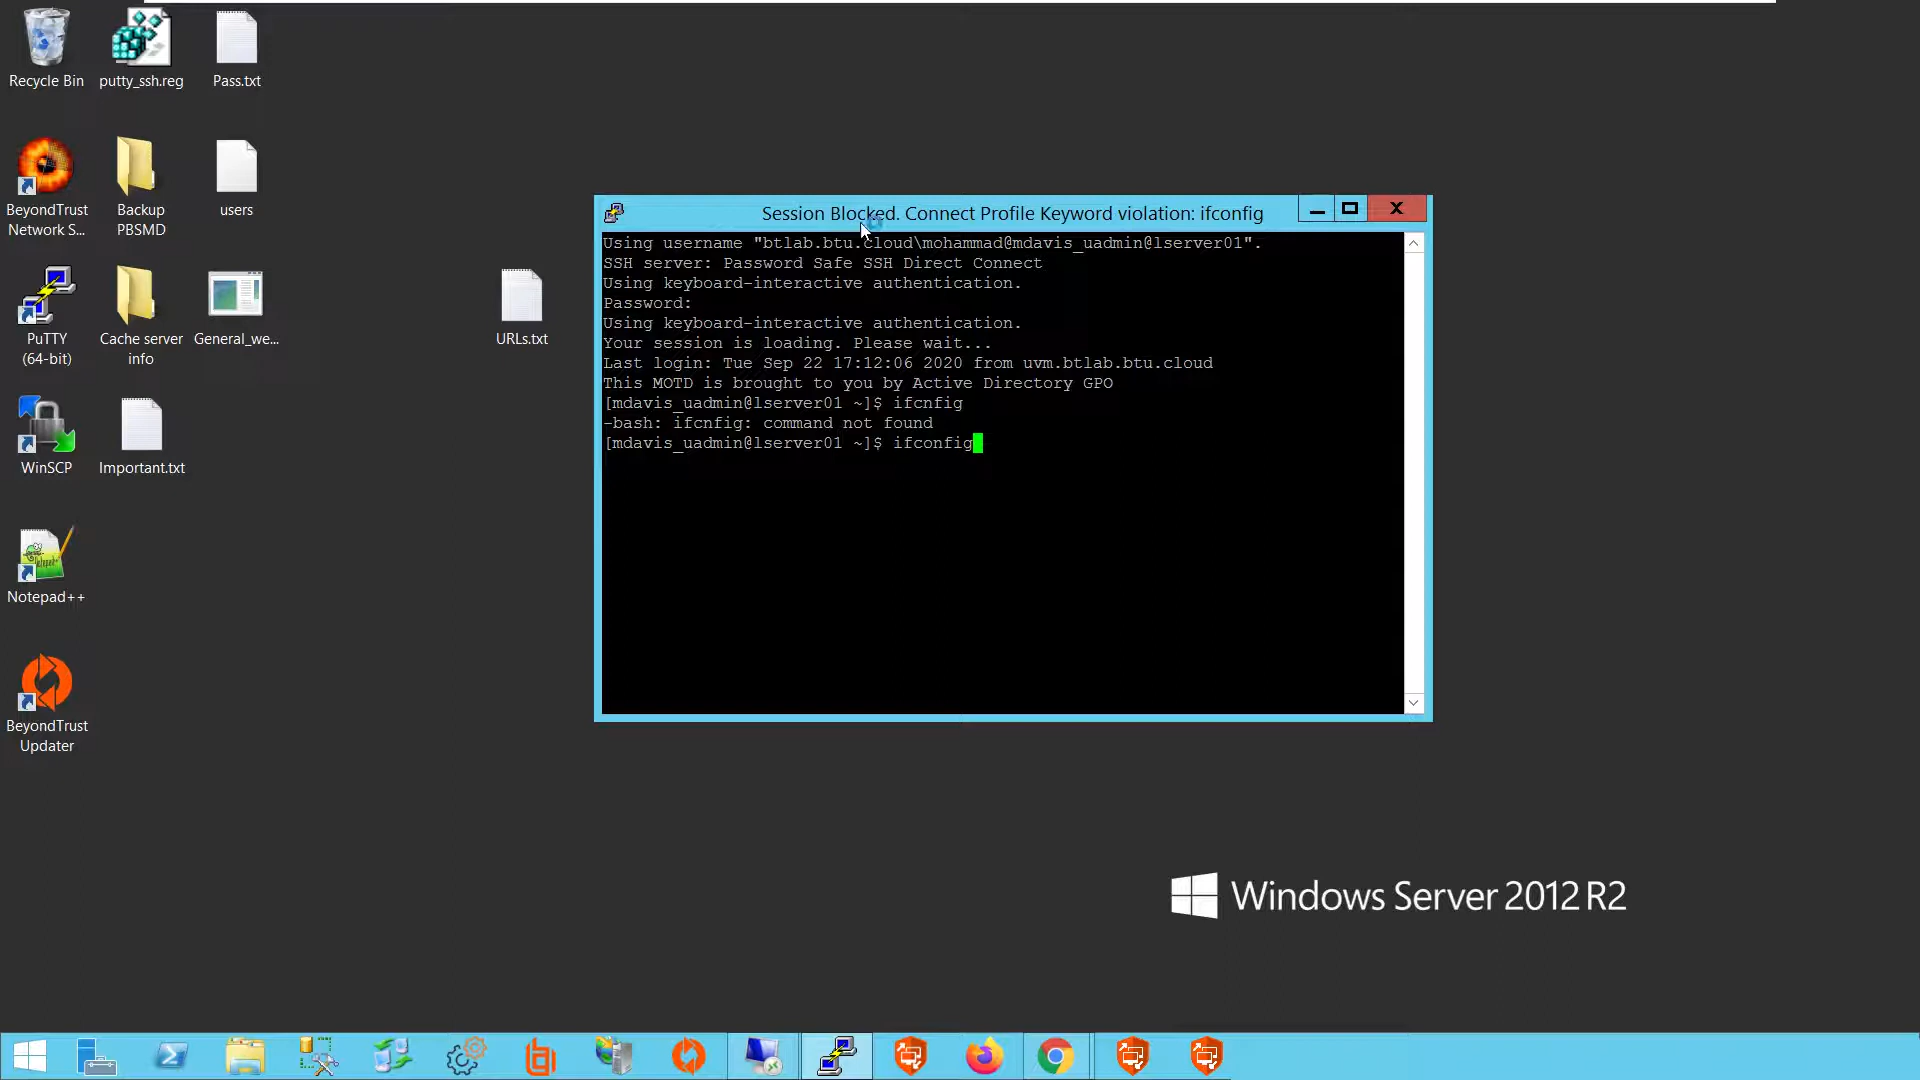 Recycle Bin
putty_ssh.reg
Pass.txt
BeyondTrust
Network S...
Backup
PBSMD
users
PuTTY
(64-bit)
Cache server
info
General_we...
URLs.txt
WinSCP
Important.txt
Notepad++
BeyondTrust
Updater
Session Blocked. Connect Profile Keyword violation: ifconfig
Using username "btlab.btu.cloud\mohammad@mdavis_uadmin@lserver01".
SSH server: Password Safe SSH Direct Connect
Using keyboard-interactive authentication.
Password:
Using keyboard-interactive authentication.
Your session is loading. Please wait...
Last login: Tue Sep 22 17:12:06 2020 from uvm.btlab.btu.cloud
This MOTD is brought to you by Active Directory GPO
[mdavis_uadmin@lserver01 ~]$ ifcnfig
-bash: ifcnfig: command not found
[mdavis_uadmin@lserver01 ~]$ ifconfig
Windows Server 2012 R2